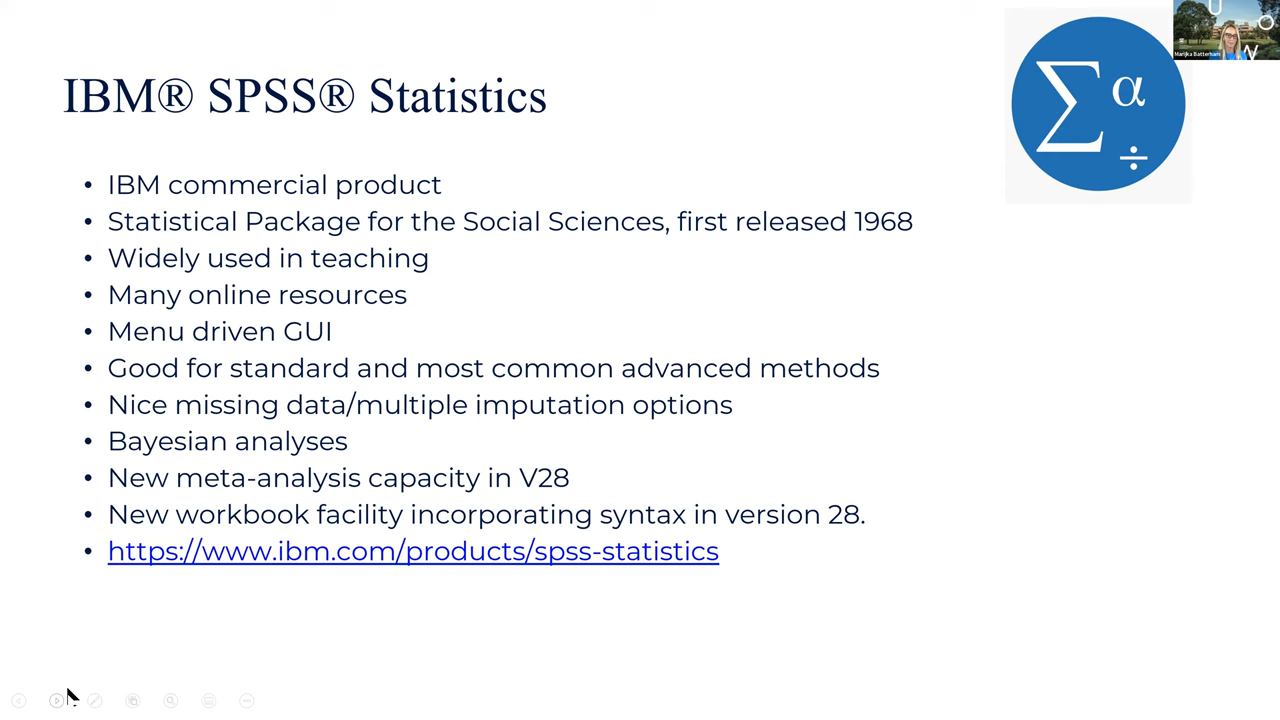 IBM® SPSS® Statistics
• IBM commercial product
• Statistical Package for the Social Sciences, first released 1968
• Widely used in teaching
• Many online resources
• Menu driven GUI
• Good for standard and most common advanced methods
• Nice missing data/multiple imputation options
• Bayesian analyses
• New meta-analysis capacity in V28
• New workbook facility incorporating syntax in version 28.
• https://www.ibm.com/products/spss-statistics
Σ α
÷
U
O
W
Marijka Batterham